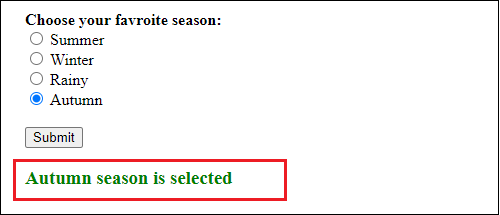 Choose your favroite season:
Summer
Winter
Rainy
Autumn
Submit
Autumn season is selected